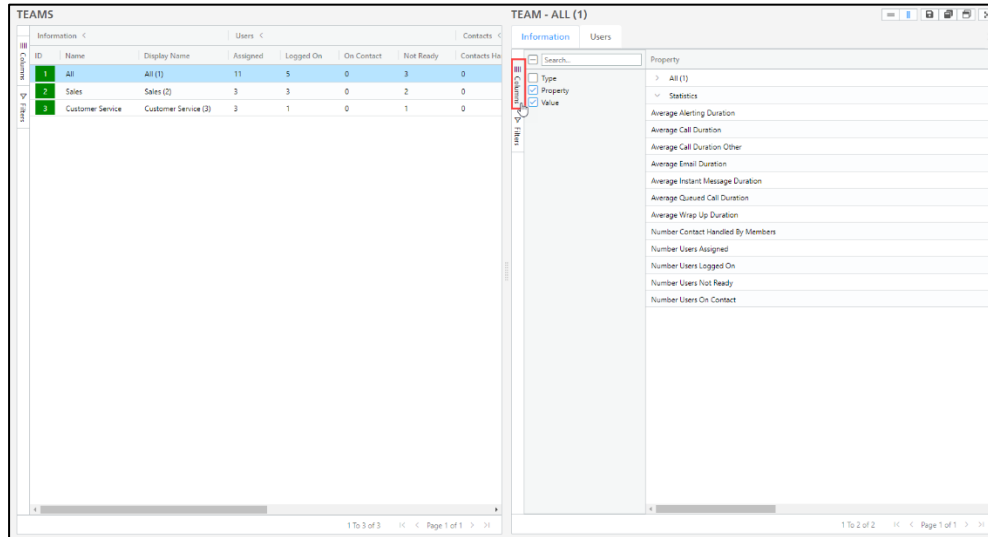 TEAMS
Information < Users < Contacts <
ID Name Display Name Assigned Logged On On Contact Not Ready Contacts Ha
1 All All (1) 11 5 0 3 0
2 Sales Sales (2) 3 3 0 2 0
3 Customer Service Customer Service (3) 3 1 0 1 0
Columns
Filters
1 To 3 of 3 Page 1 of 1
TEAM - ALL (1)
Information Users
Columns
Filters
Search...
Type
Property
Value
Property
All (1)
Statistics
Average Alerting Duration
Average Call Duration
Average Call Duration Other
Average Email Duration
Average Instant Message Duration
Average Queued Call Duration
Average Wrap Up Duration
Number Contact Handled By Members
Number Users Assigned
Number Users Logged On
Number Users Not Ready
Number Users On Contact
1 To 2 of 2 Page 1 of 1